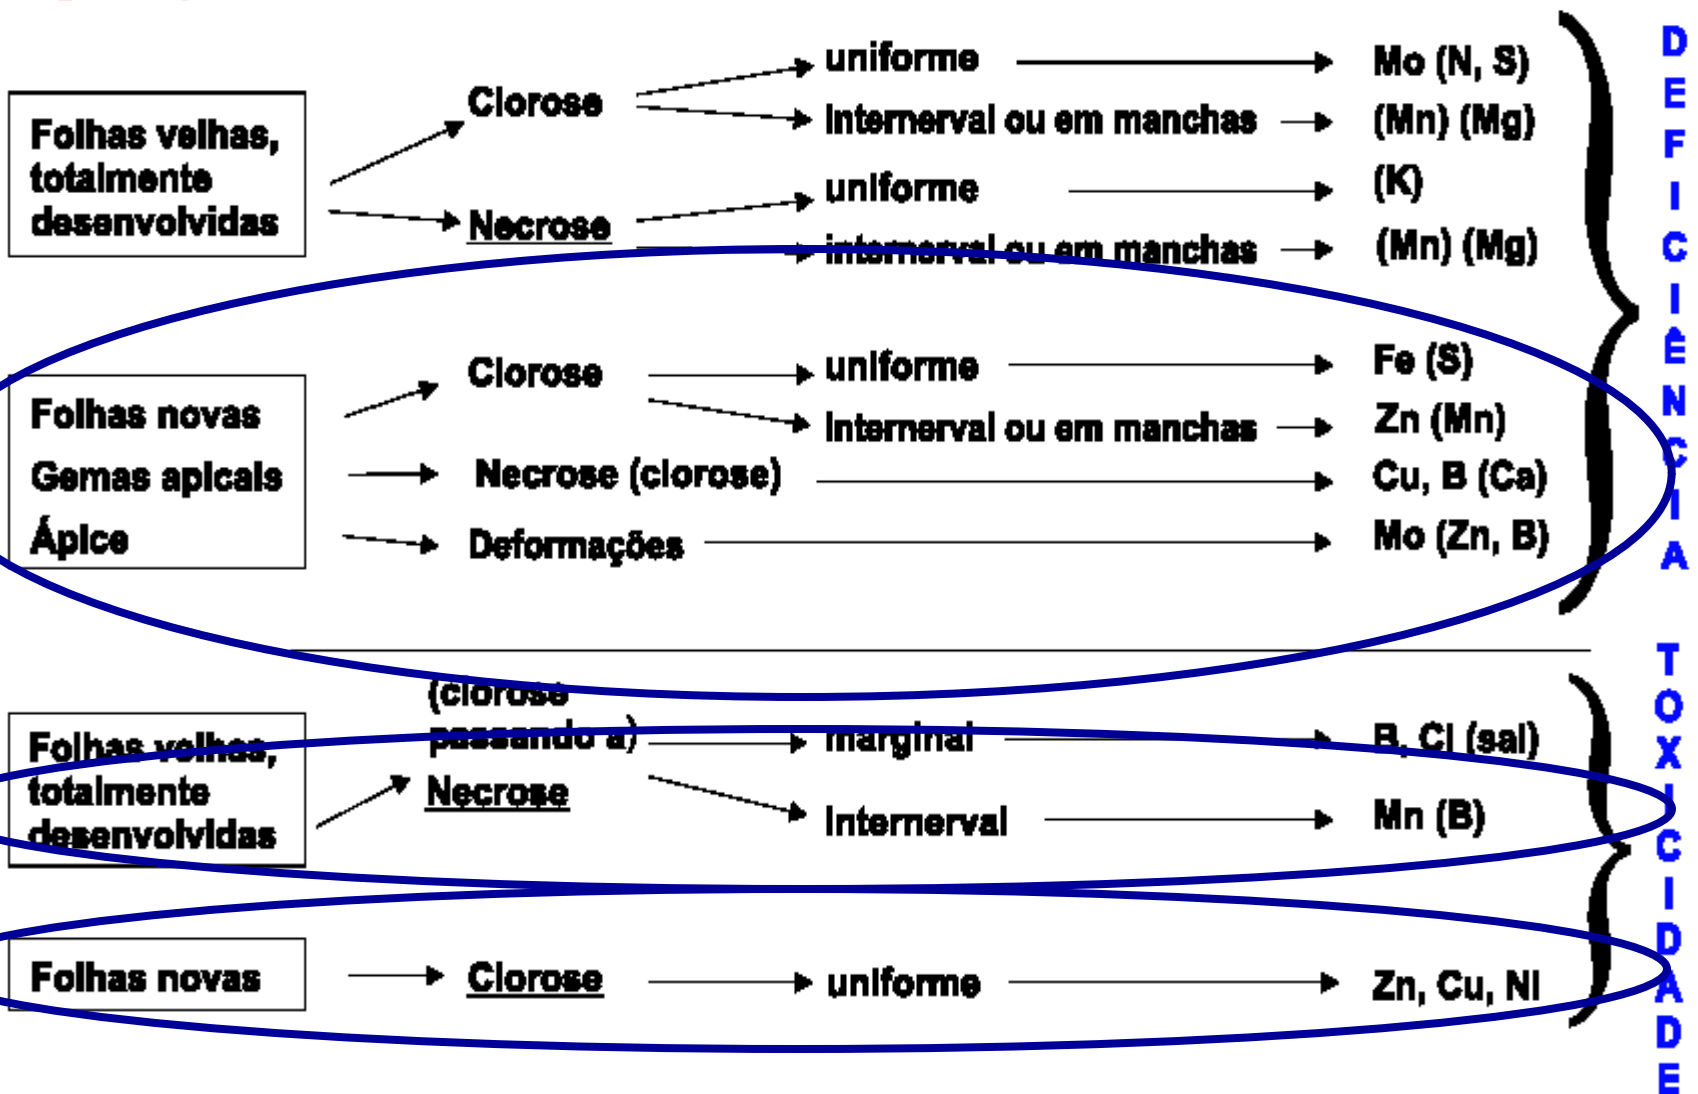 uniforme
Mo (N, S)
Clorose
Internerval ou em manchas
(Mn) (Mg)
Folhas velhas,
totalmente
desenvolvidas
uniforme
(K)
Necrose
internerval ou em manchas
(Mn) (Mg)
Clorose
uniforme
Fe (S)
Folhas novas
Internerval ou em manchas
Zn (Mn)
Gemas apicais
Necrose (clorose)
Cu, B (Ca)
Ápice
Deformações
Mo (Zn, B)
DEFICIÊNCIA
(clorose
passando a)
marginal
B, Cl (sal)
Folhas velhas,
totalmente
desenvolvidas
Necrose
Internerval
Mn (B)
Folhas novas
Clorose
uniforme
Zn, Cu, Ni
TOXICIDADE